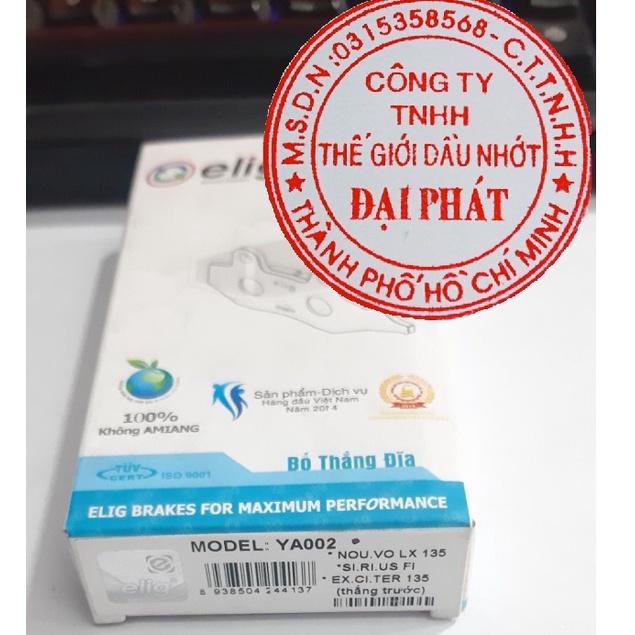 M.S.D.N:0315358568-C.T.T.N.H.H
CÔNG TY
TNHH
THẾ GIỚI DẦU NHỚT
ĐẠI PHÁT
★ THÀNH PHỐ HỒ CHÍ MINH ★
elig
100%
Không AMIANG
Sản phẩm-Dịch vụ
Hàng đầu Việt Nam
Năm 2014
TÜV
CERT
ISO 9001
Bó Thắng Đĩa
ELIG BRAKES FOR MAXIMUM PERFORMANCE
MODEL: YA002
elig
8 938504 244137
* NOU.VO LX 135
*SI.RI.US FI
* EX.CI.TER 135
(thắng trước)